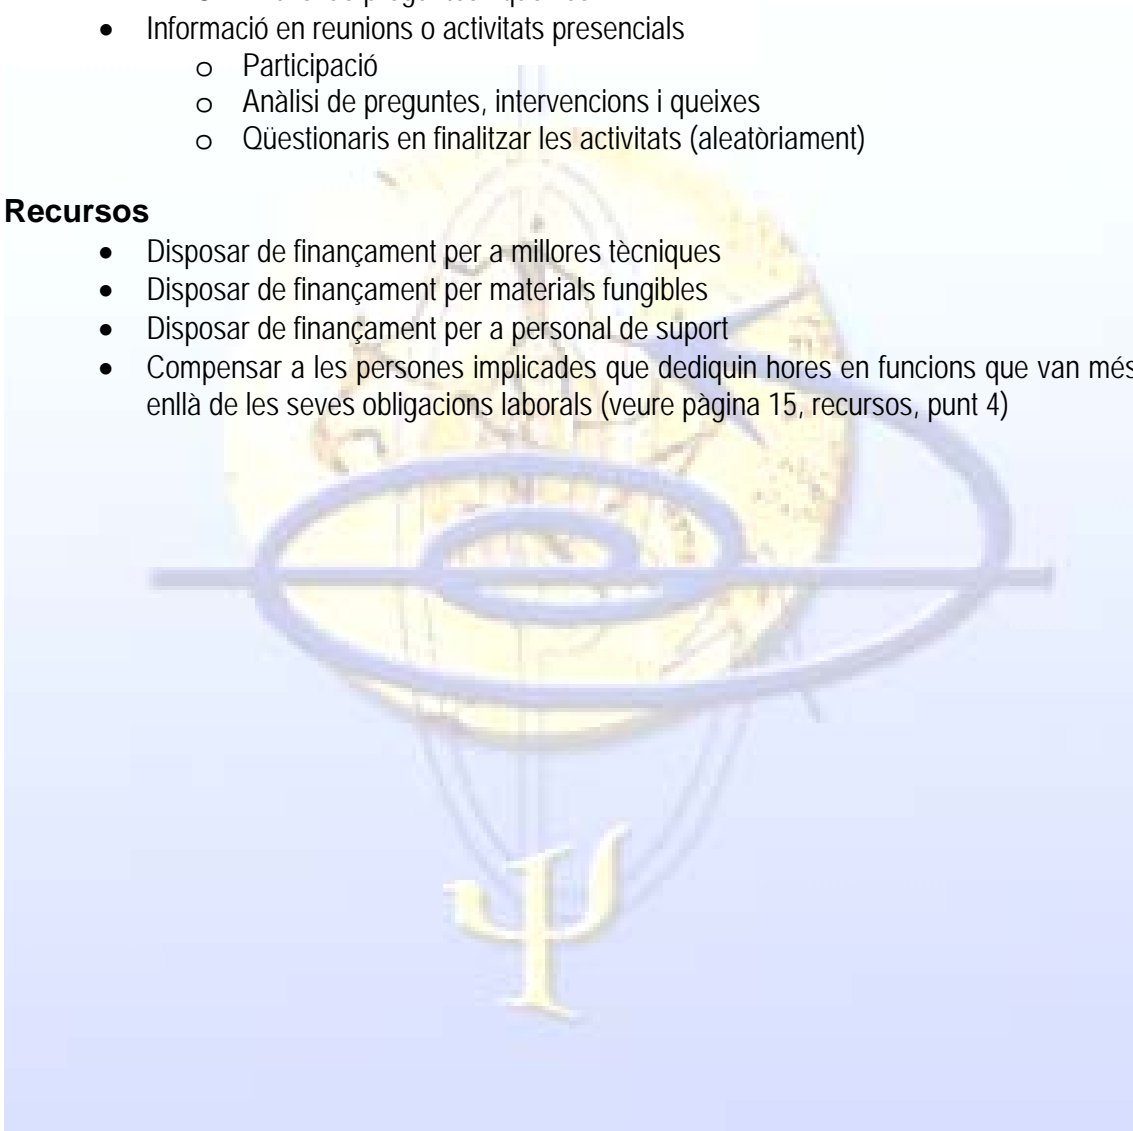 • Informació en reunions o activitats presencials
o Participació
o Anàlisi de preguntes, intervencions i queixes
o Qüestionaris en finalitzar les activitats (aleatòriament)
Recursos
• Disposar de finançament per a millores tècniques
• Disposar de finançament per materials fungibles
• Disposar de finançament per a personal de suport
• Compensar a les persones implicades que dediquin hores en funcions que van més
enllà de les seves obligacions laborals (veure pàgina 15, recursos, punt 4)
Ψ